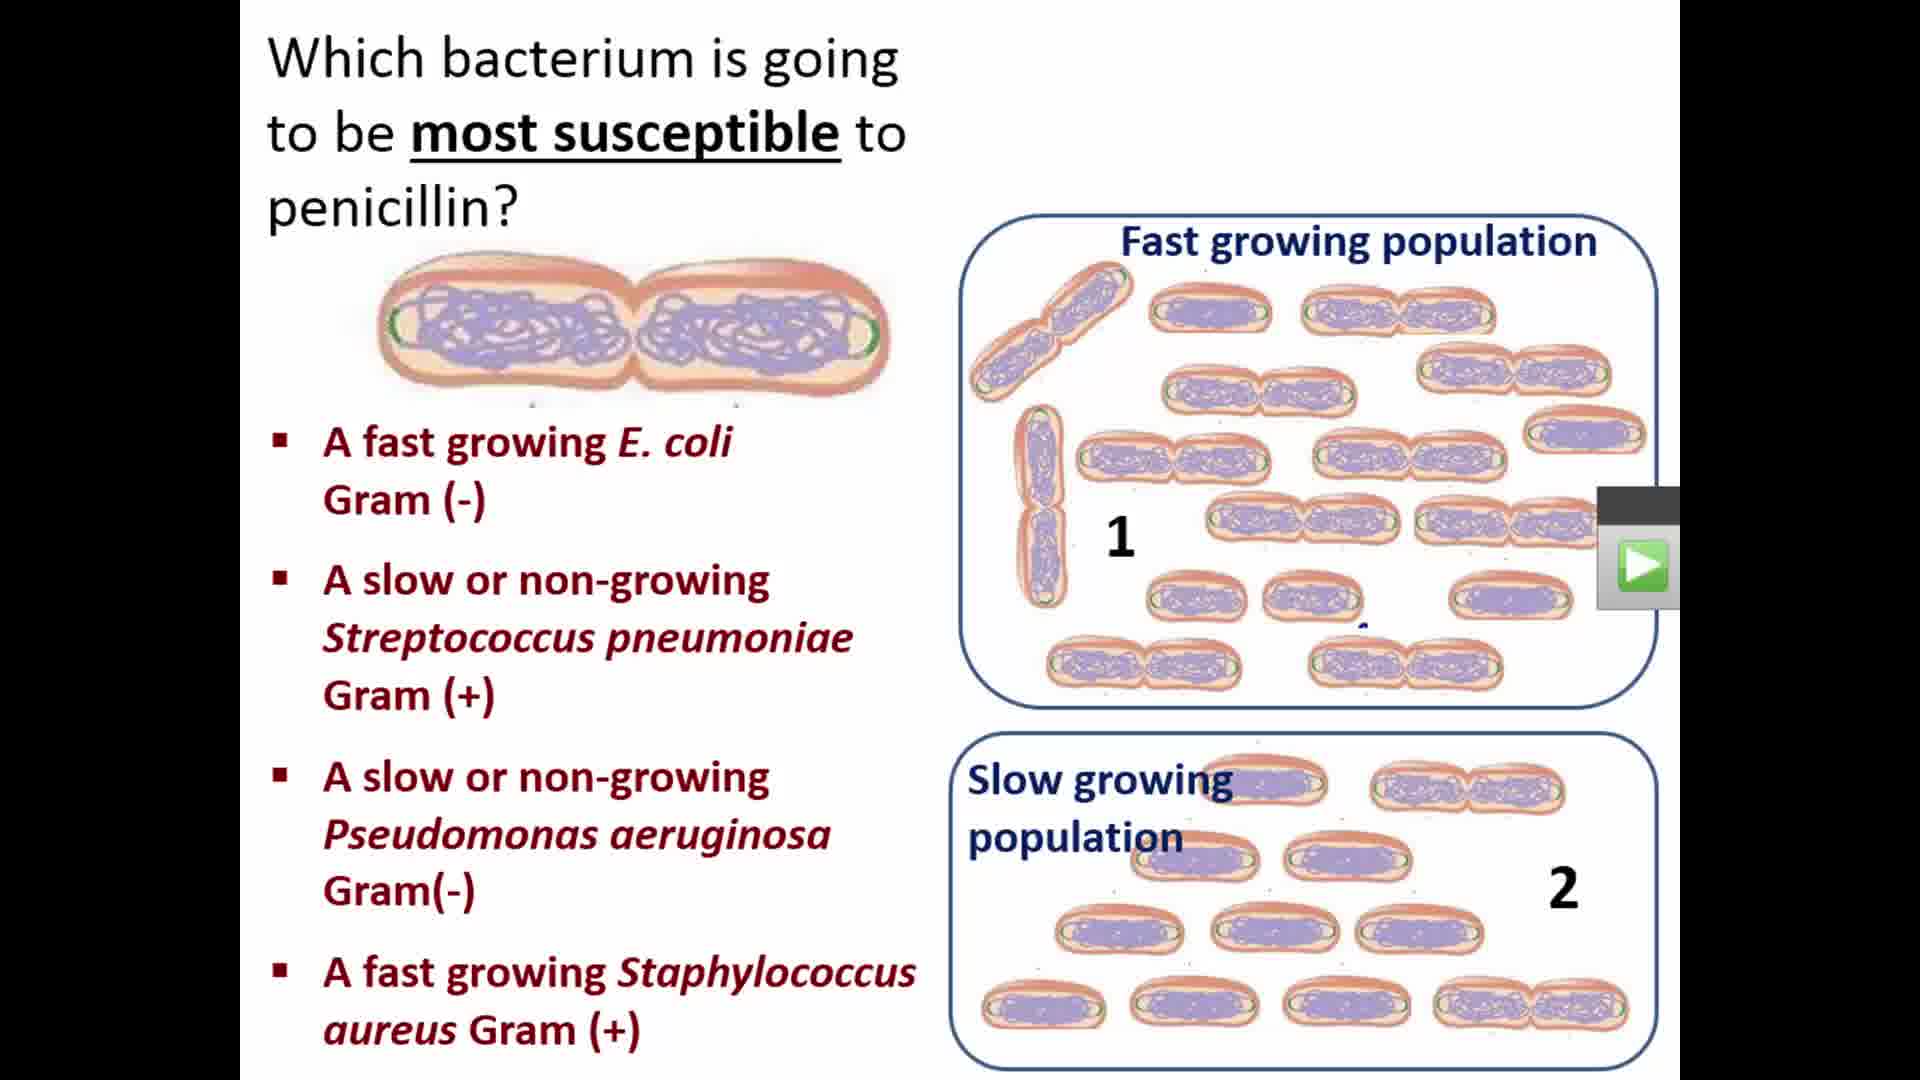 Which bacterium is going
to be most susceptible to
penicillin?
▪ A fast growing E. coli
Gram (-)
▪ A slow or non-growing
Streptococcus pneumoniae
Gram (+)
▪ A slow or non-growing
Pseudomonas aeruginosa
Gram(-)
▪ A fast growing Staphylococcus
aureus Gram (+)
Fast growing population
1
Slow growing
population
2